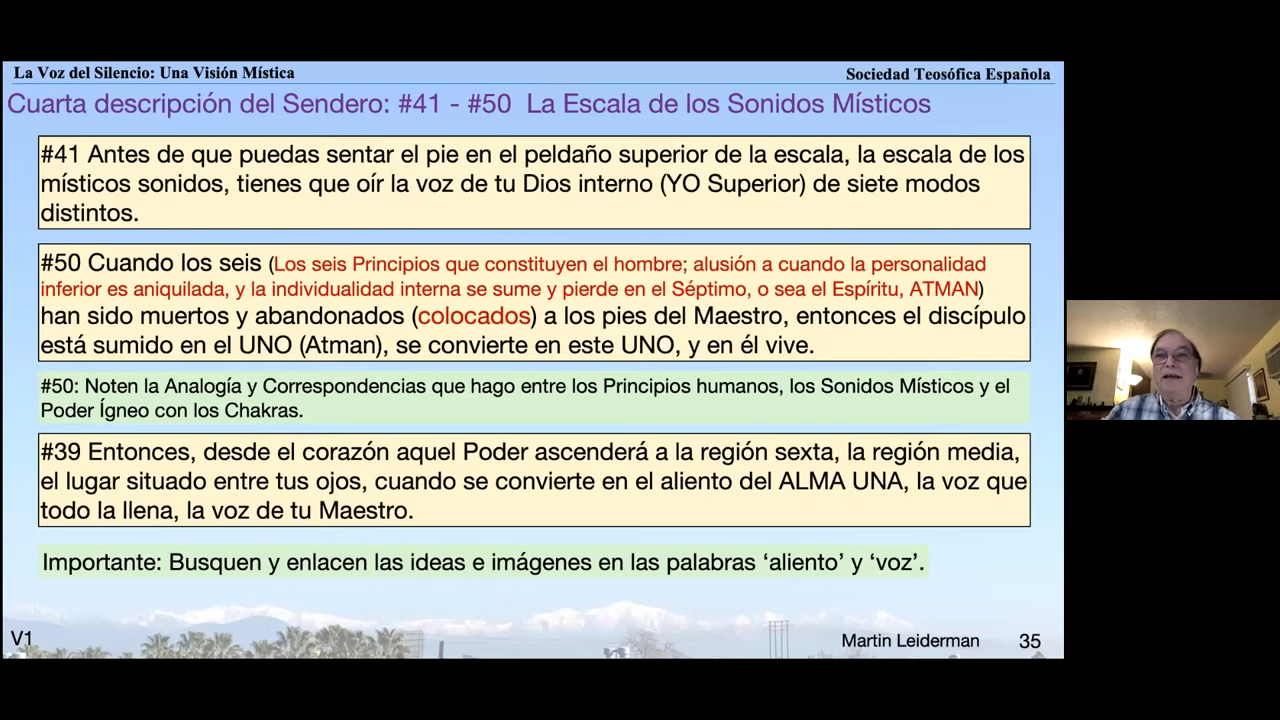 La Voz del Silencio: Una Visión Mística
Sociedad Teosófica Española
Cuarta descripción del Sendero: #41 - #50 La Escala de los Sonidos Místicos
#41 Antes de que puedas sentar el pie en el peldaño superior de la escala, la escala de los
místicos sonidos, tienes que oír la voz de tu Dios interno (YO Superior) de siete modos
distintos.
#50 Cuando los seis (Los seis Principios que constituyen el hombre; alusión a cuando la personalidad
inferior es aniquilada, y la individualidad interna se sume y pierde en el Séptimo, o sea el Espíritu, ATMAN)
han sido muertos y abandonados (colocados) a los pies del Maestro, entonces el discípulo
está sumido en el UNO (Atman), se convierte en este UNO, y en él vive.
#50: Noten la Analogía y Correspondencias que hago entre los Principios humanos, los Sonidos Místicos y el
Poder Ígneo con los Chakras.
#39 Entonces, desde el corazón aquel Poder ascenderá a la región sexta, la región media,
el lugar situado entre tus ojos, cuando se convierte en el aliento del ALMA UNA, la voz que
todo la llena, la voz de tu Maestro.
Importante: Busquen y enlacen las ideas e imágenes en las palabras ‘aliento’ y ‘voz’.
V1
Martin Leiderman
35